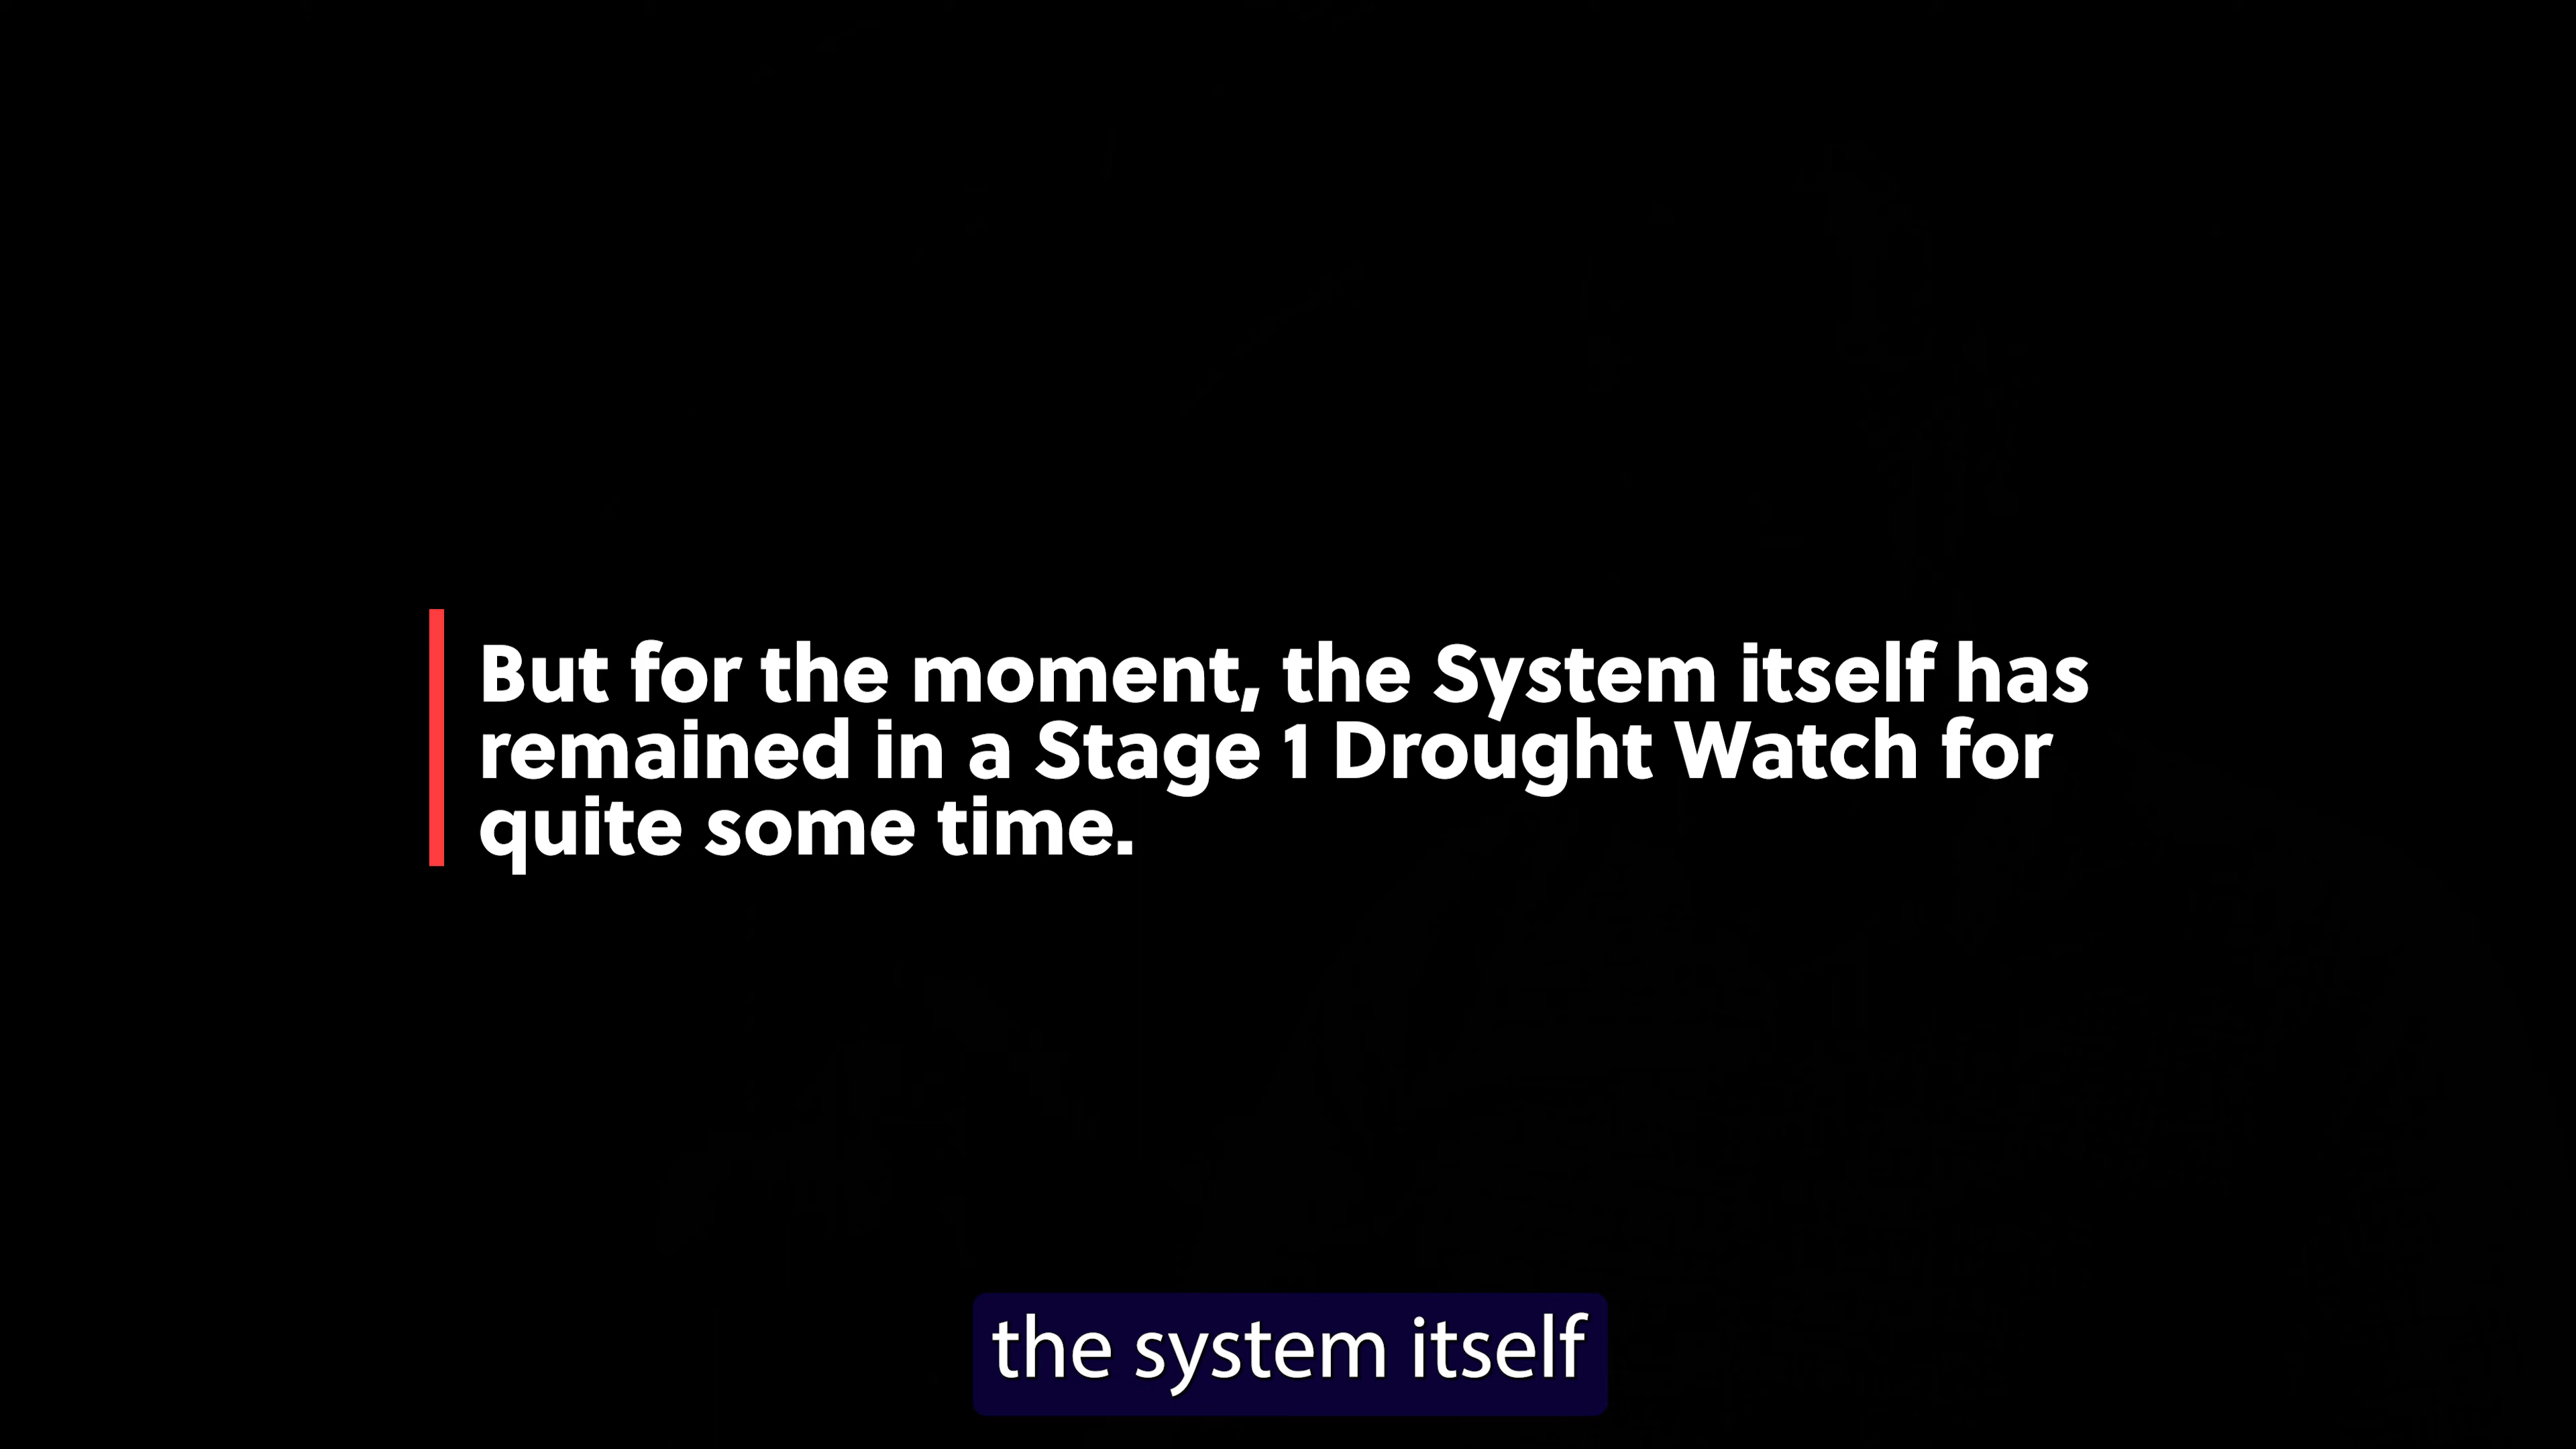 But for the moment, the System itself has
remained in a Stage 1 Drought Watch for
quite some time.
the system itself